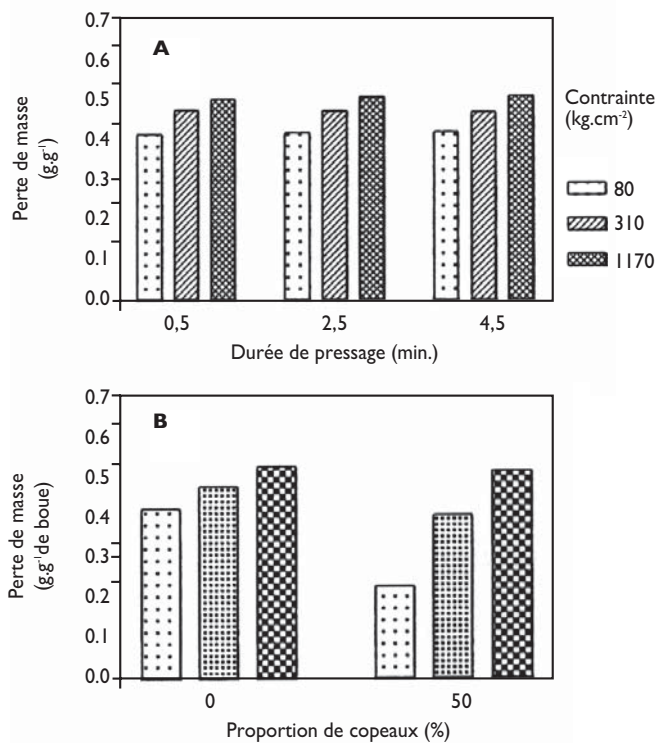 A
Perte de masse
(g.g⁻¹)
0.7
0.6
0.5
0.4
0.3
0.2
0.1
0.0
0,5 2,5 4,5
Durée de pressage (min.)
Contrainte
(kg.cm⁻²)
80
310
1170
B
Perte de masse
(g.g⁻¹ de boue)
0.7
0.6
0.5
0.4
0.3
0.2
0.1
0.0
0 50
Proportion de copeaux (%)